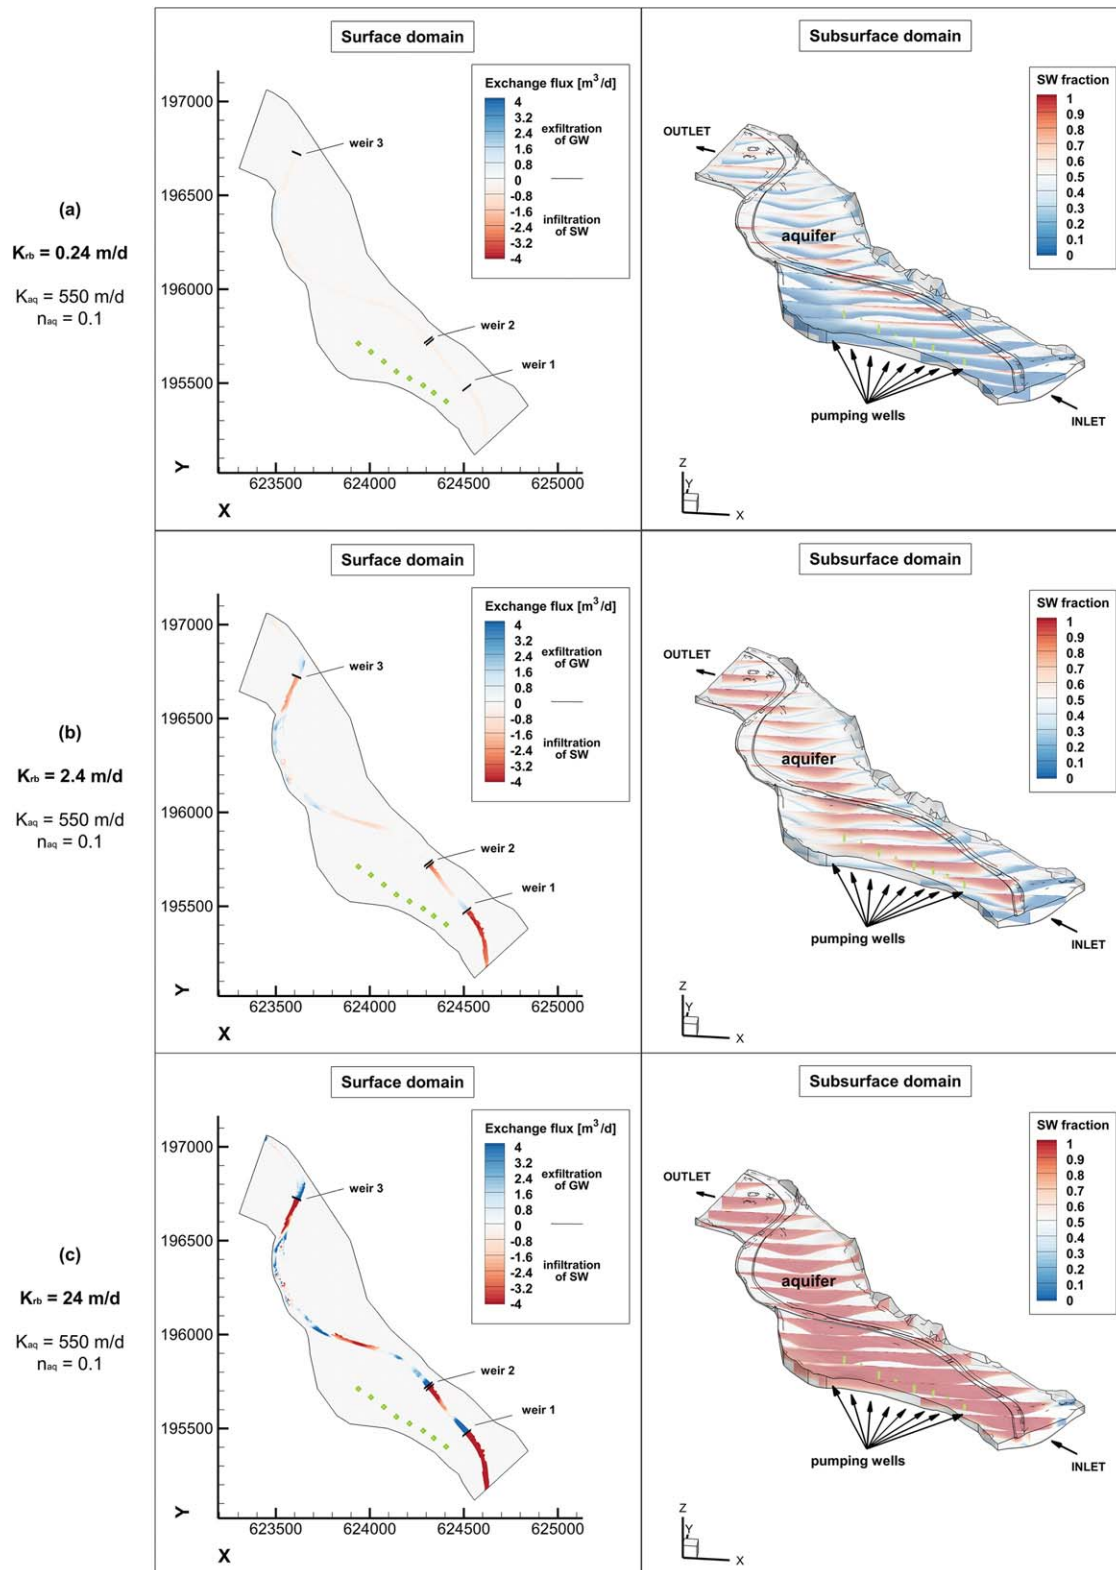 Surface domain
Subsurface domain
Exchange flux [m³/d]
4
3.2
2.4
1.6
0.8
0
-0.8
-1.6
-2.4
-3.2
-4
exfiltration
of GW
infiltration
of SW
SW fraction
1
0.9
0.8
0.7
0.6
0.5
0.4
0.3
0.2
0.1
0
197000
196500
196000
195500
Y
623500 624000 624500 625000
X
weir 3
weir 2
weir 1
OUTLET
aquifer
pumping wells
INLET
Z
Y
X
(a)
Krb = 0.24 m/d
Kaq = 550 m/d
naq = 0.1
Surface domain
Subsurface domain
Exchange flux [m³/d]
4
3.2
2.4
1.6
0.8
0
-0.8
-1.6
-2.4
-3.2
-4
exfiltration
of GW
infiltration
of SW
SW fraction
1
0.9
0.8
0.7
0.6
0.5
0.4
0.3
0.2
0.1
0
197000
196500
196000
195500
Y
623500 624000 624500 625000
X
weir 3
weir 2
weir 1
OUTLET
aquifer
pumping wells
INLET
Z
Y
X
(b)
Krb = 2.4 m/d
Kaq = 550 m/d
naq = 0.1
Surface domain
Subsurface domain
Exchange flux [m³/d]
4
3.2
2.4
1.6
0.8
0
-0.8
-1.6
-2.4
-3.2
-4
exfiltration
of GW
infiltration
of SW
SW fraction
1
0.9
0.8
0.7
0.6
0.5
0.4
0.3
0.2
0.1
0
197000
196500
196000
195500
Y
623500 624000 624500 625000
X
weir 3
weir 2
weir 1
OUTLET
aquifer
pumping wells
INLET
Z
Y
X
(c)
Krb = 24 m/d
Kaq = 550 m/d
naq = 0.1